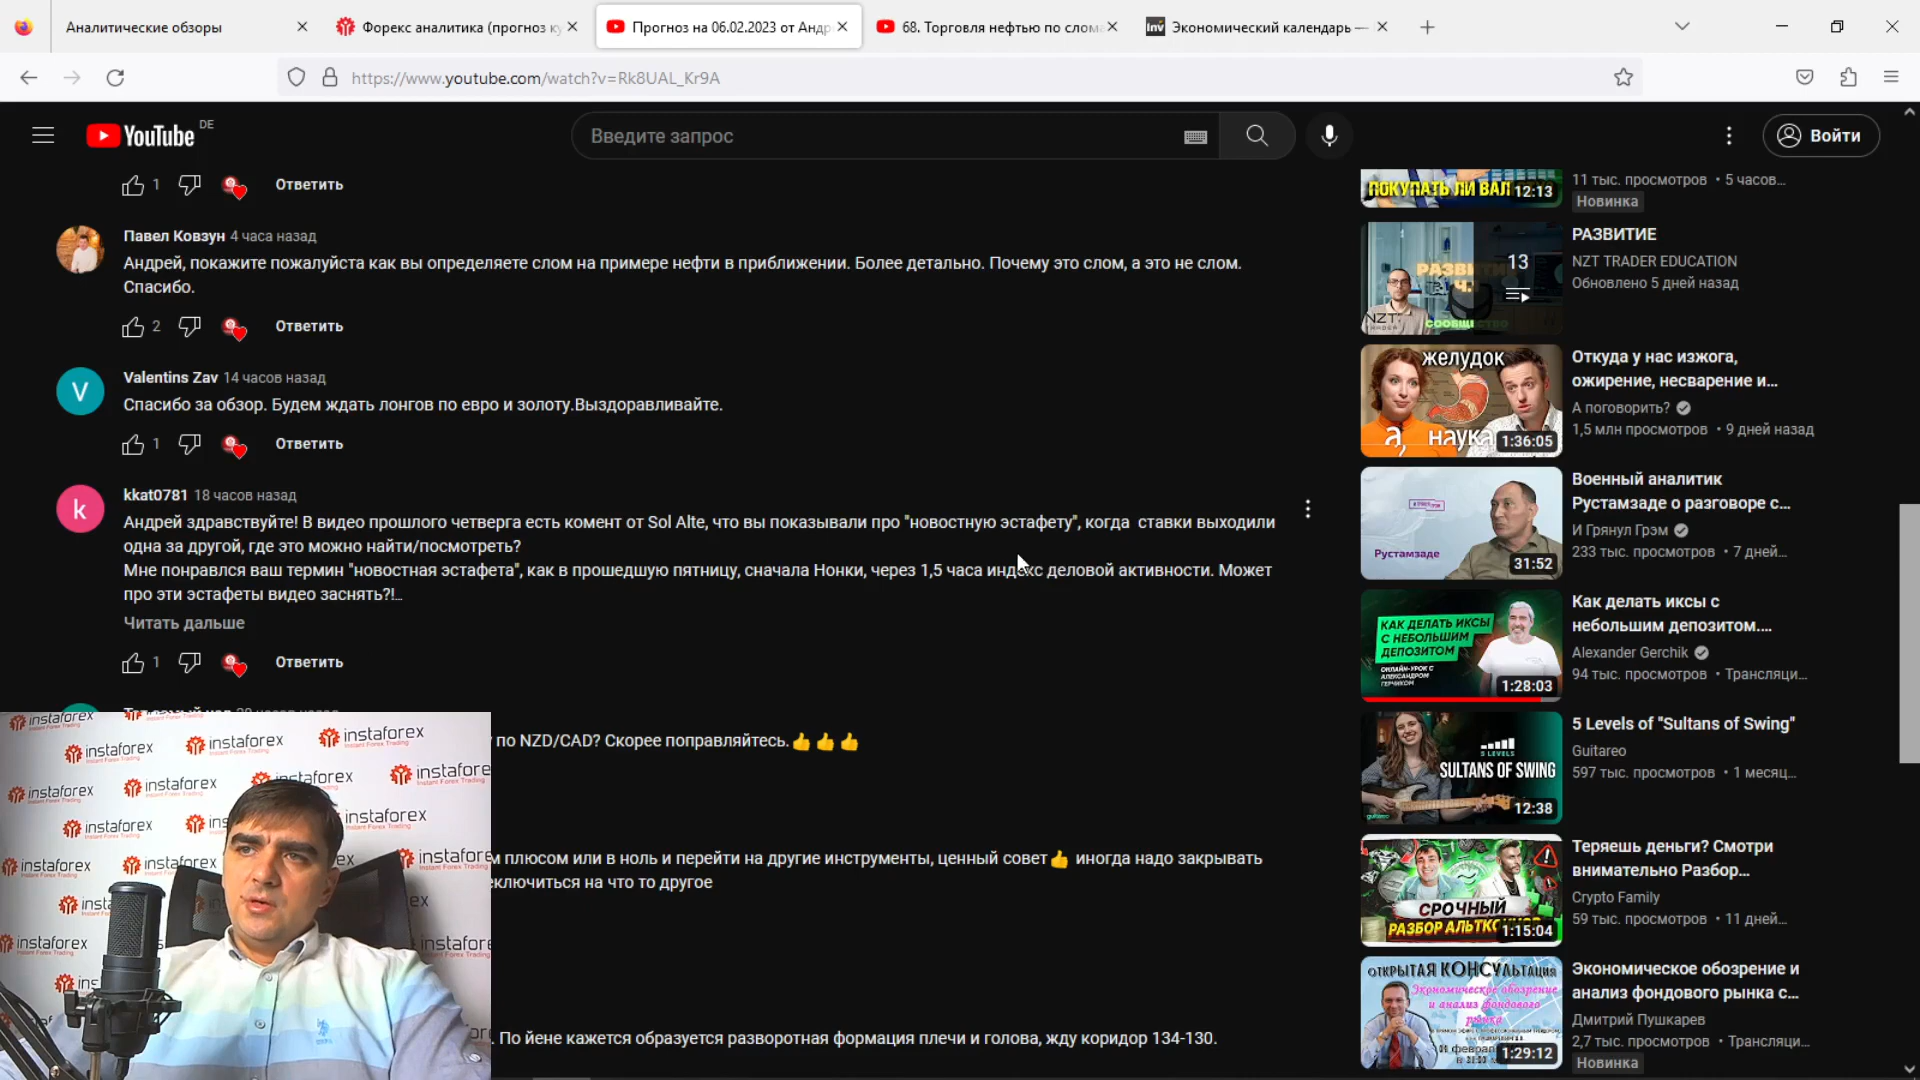 Аналитические обзоры
Форекс аналитика (прогноз ку
Прогноз на 06.02.2023 от Андр
68. Торговля нефтью по слома
Inv Экономический календарь —
https://www.youtube.com/watch?v=Rk8UAL_Kr9A
YouTube DE
Введите запрос
Войти
1 Ответить
Павел Ковзун 4 часа назад
Андрей, покажите пожалуйста как вы определяете слом на примере нефти в приближении. Более детально. Почему это слом, а это не слом.
Спасибо.
2 Ответить
V
Valentins Zav 14 часов назад
Спасибо за обзор. Будем ждать лонгов по евро и золоту.Выздоравливайте.
1 Ответить
k
kkat0781 18 часов назад
Андрей здравствуйте! В видео прошлого четверга есть комент от Sol Alte, что вы показывали про "новостную эстафету", когда ставки выходили
одна за другой, где это можно найти/посмотреть?
Мне понравлся ваш термин "новостная эстафета", как в прошедшую пятницу, сначала Нонки, через 1,5 часа индекс деловой активности. Может
про эти эстафеты видео заснять?!...
Читать дальше
1 Ответить
по NZD/CAD? Скорее поправляйтесь.👍👍👍
м плюсом или в ноль и перейти на другие инструменты, ценный совет👍 иногда надо закрывать
еключиться на что то другое
. По йене кажется образуется разворотная формация плечи и голова, жду коридор 134-130.
instaforex
Instant Forex Trading
ПОКУПАТЬ ЛИ ВАЛ
12:13
11 тыс. просмотров • 5 часов...
Новинка
NZT
СООБЩЕСТВО
13
РАЗВИТИЕ
NZT TRADER EDUCATION
Обновлено 5 дней назад
желудок
а, наука
1:36:05
Откуда у нас изжога,
ожирение, несварение и...
А поговорить?
1,5 млн просмотров • 9 дней назад
Рустамзаде
31:52
Военный аналитик
Рустамзаде о разговоре с...
И Грянул Грэм
233 тыс. просмотров • 7 дней...
КАК ДЕЛАТЬ ИКСЫ
С НЕБОЛЬШИМ
ДЕПОЗИТОМ
ОНЛАЙН-УРОК С
АЛЕКСАНДРОМ
ГЕРЧИКОМ
1:28:03
Как делать иксы с
небольшим депозитом....
Alexander Gerchik
94 тыс. просмотров • Трансляци...
5 LEVELS
SULTANS OF SWING
guitareo
12:38
5 Levels of "Sultans of Swing"
Guitareo
597 тыс. просмотров • 1 месяц...
СРОЧНЫЙ
РАЗБОР АЛЬТКОИНОВ
1:15:04
Теряешь деньги? Смотри
внимательно Разбор...
Crypto Family
59 тыс. просмотров • 11 дней...
ОТКРЫТАЯ КОНСУЛЬТАЦИЯ
Экономическое обозрение
и анализ фондового
рынка
1:29:12
Экономическое обозрение и
анализ фондового рынка с...
Дмитрий Пушкарев
2,7 тыс. просмотров • Трансляци...
Новинка